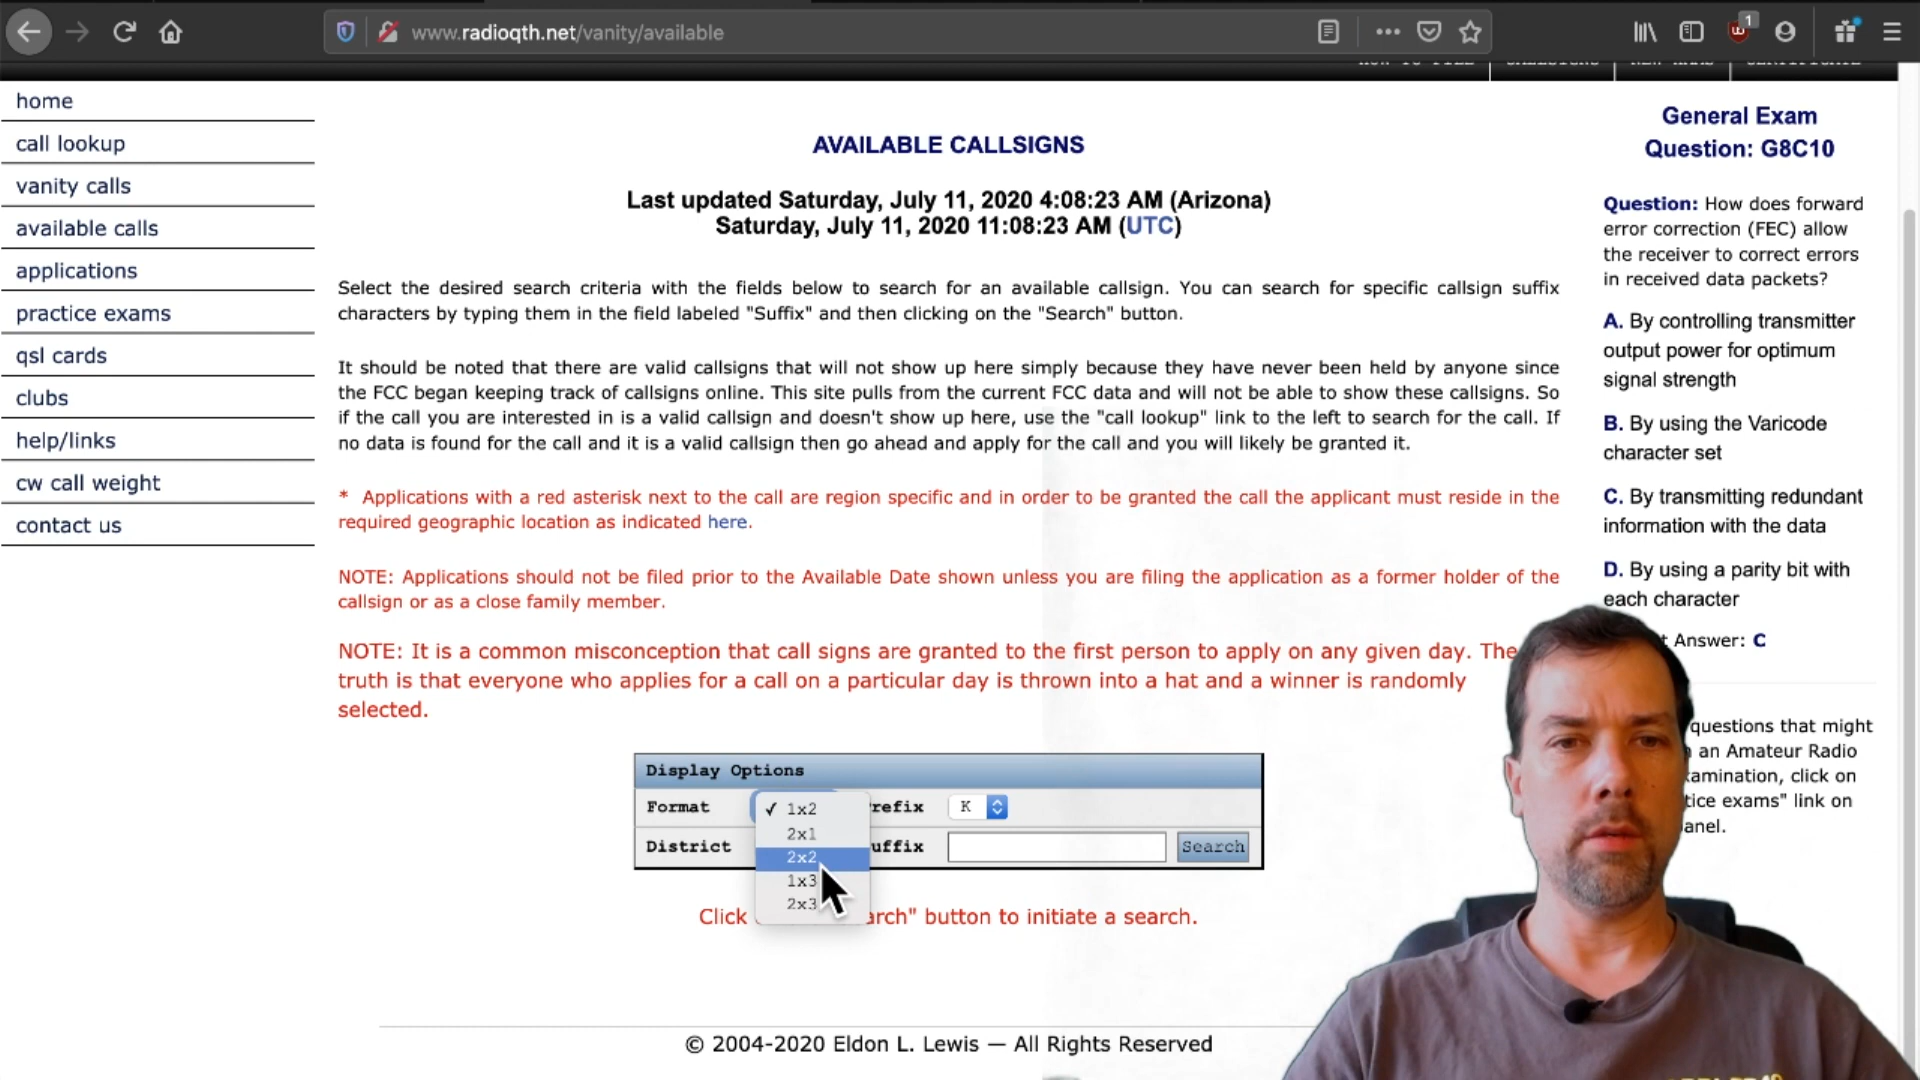 www.radioqth.net/vanity/available
1
HOW TO FILE
CALLSIGNS
NEW HAMS
CERTIFICATE
home
call lookup
vanity calls
available calls
applications
practice exams
qsl cards
clubs
help/links
cw call weight
contact us
AVAILABLE CALLSIGNS
Last updated Saturday, July 11, 2020 4:08:23 AM (Arizona)
Saturday, July 11, 2020 11:08:23 AM (UTC)
Select the desired search criteria with the fields below to search for an available callsign. You can search for specific callsign suffix
characters by typing them in the field labeled "Suffix" and then clicking on the "Search" button.
It should be noted that there are valid callsigns that will not show up here simply because they have never been held by anyone since
the FCC began keeping track of callsigns online. This site pulls from the current FCC data and will not be able to show these callsigns. So
if the call you are interested in is a valid callsign and doesn't show up here, use the "call lookup" link to the left to search for the call. If
no data is found for the call and it is a valid callsign then go ahead and apply for the call and you will likely be granted it.
* Applications with a red asterisk next to the call are region specific and in order to be granted the call the applicant must reside in the
required geographic location as indicated here.
NOTE: Applications should not be filed prior to the Available Date shown unless you are filing the application as a former holder of the
callsign or as a close family member.
NOTE: It is a common misconception that call signs are granted to the first person to apply on any given day. The
truth is that everyone who applies for a call on a particular day is thrown into a hat and a winner is randomly
selected.
Display Options
Format
✓ 1x2
2x1
2x2
1x3
2x3
refix
K
District
uffix
Search
Click arch" button to initiate a search.
© 2004-2020 Eldon L. Lewis — All Rights Reserved
General Exam
Question: G8C10
Question: How does forward
error correction (FEC) allow
the receiver to correct errors
in received data packets?
A. By controlling transmitter
output power for optimum
signal strength
B. By using the Varicode
character set
C. By transmitting redundant
information with the data
D. By using a parity bit with
each character
t Answer: C
questions that might
an Amateur Radio
xamination, click on
tice exams" link on
anel.